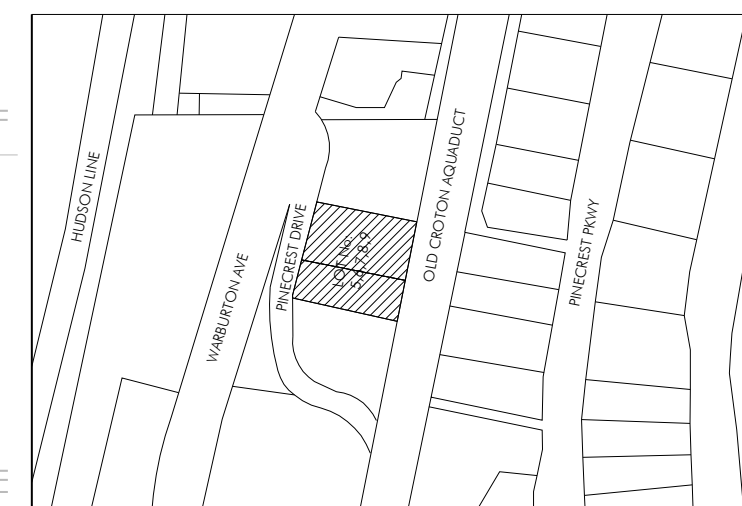 HUDSON LINE
WARBURTON AVE
PINECREST DRIVE
LOT No:
5,6,7,8,9
OLD CROTON AQUADUCT
PINECREST PKWY